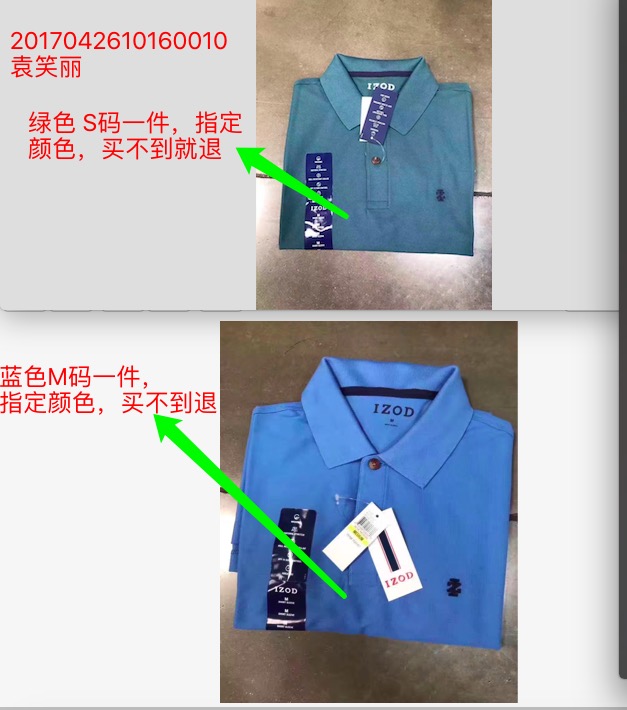 2017042610160010
袁笑丽
绿色 S码一件，指定
颜色，买不到就退
IZOD
IZOD
M
蓝色M码一件，
指定颜色，买不到退
IZOD
IZOD
IZOD
M
M